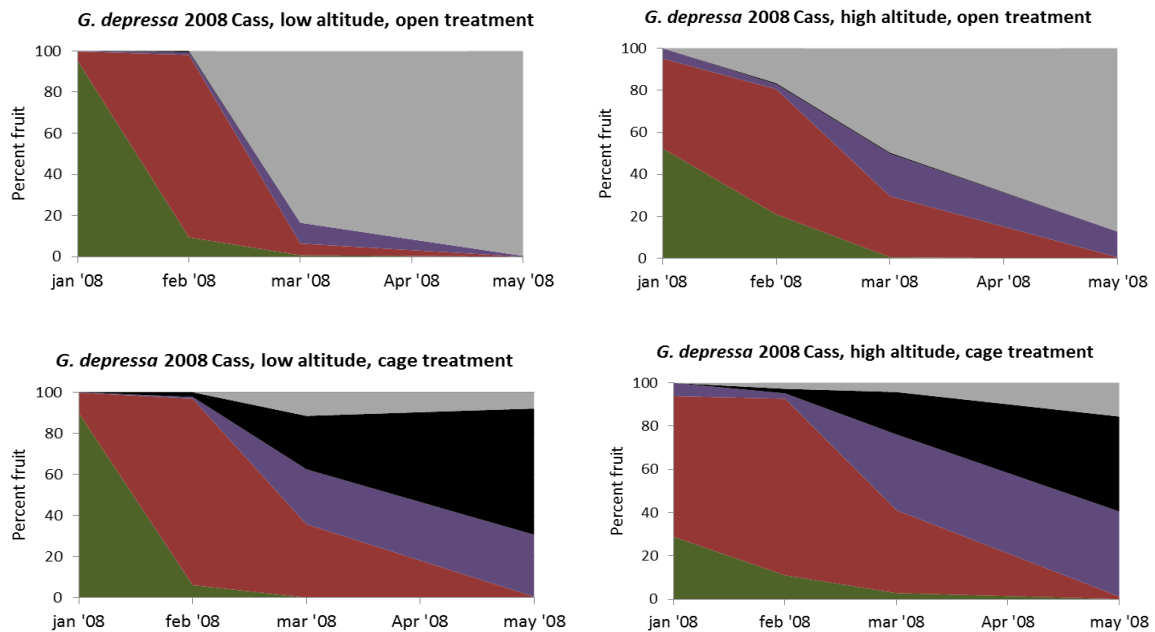 G. depressa 2008 Cass, low altitude, open treatment
Percent fruit
100
80
60
40
20
0
jan '08 feb '08 mar '08 Apr '08 may '08
G. depressa 2008 Cass, high altitude, open treatment
Percent fruit
100
80
60
40
20
0
jan '08 feb '08 mar '08 Apr '08 may '08
G. depressa 2008 Cass, low altitude, cage treatment
Percent fruit
100
80
60
40
20
0
jan '08 feb '08 mar '08 Apr '08 may '08
G. depressa 2008 Cass, high altitude, cage treatment
Percent fruit
100
80
60
40
20
0
jan '08 feb '08 mar '08 Apr '08 may '08